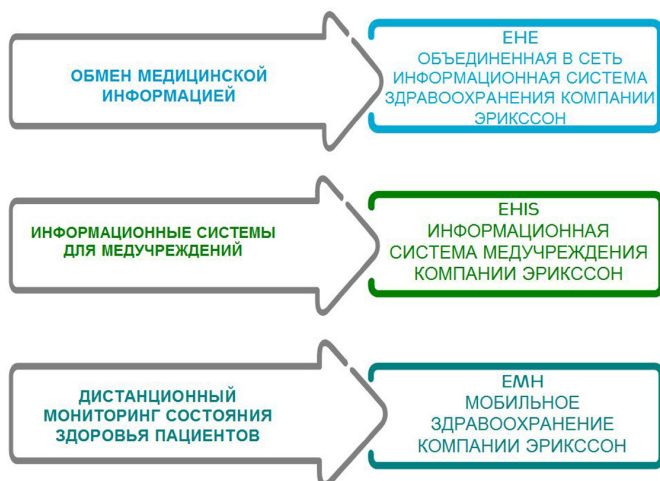 ОБМЕН МЕДИЦИНСКОЙ
ИНФОРМАЦИЕЙ
EHE
ОБЪЕДИНЕННАЯ В СЕТЬ
ИНФОРМАЦИОННАЯ СИСТЕМА
ЗДРАВООХРАНЕНИЯ КОМПАНИИ
ЭРИКССОН
ИНФОРМАЦИОННЫЕ СИСТЕМЫ
ДЛЯ МЕДУЧРЕЖДЕНИЙ
EHIS
ИНФОРМАЦИОННАЯ
СИСТЕМА МЕДУЧРЕЖДЕНИЯ
КОМПАНИИ ЭРИКССОН
ДИСТАНЦИОННЫЙ
МОНИТОРИНГ СОСТОЯНИЯ
ЗДОРОВЬЯ ПАЦИЕНТОВ
EMH
МОБИЛЬНОЕ
ЗДРАВООХРАНЕНИЕ
КОМПАНИИ ЭРИКССОН